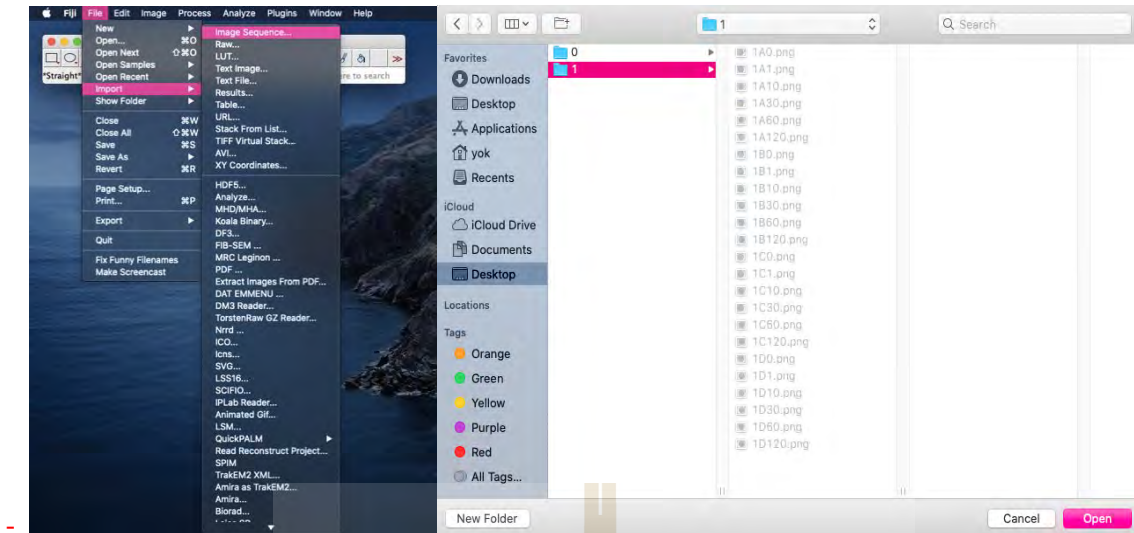 Fiji File Edit Image Process Analyze Plugins Window Help
New
Open... ⌘O
Open Next ⇧⌘O
Open Samples
Open Recent
Import
Show Folder
Close ⌘W
Close All ⇧⌘W
Save ⌘S
Save As
Revert ⌘R
Page Setup...
Print... ⌘P
Export
Quit
Fix Funny Filenames
Make Screencast
*Straight*
re to search
Image Sequence...
Raw...
LUT...
Text Image...
Text File...
Results...
Table...
URL...
Stack From List...
TIFF Virtual Stack...
AVI...
XY Coordinates...
HDF5...
Analyze...
MHD/MHA...
Koala Binary...
DF3...
FIB-SEM ...
MRC Leginon ...
PDF ...
Extract Images From PDF...
DAT EMMENU ...
DM3 Reader...
TorstenRaw GZ Reader...
Nrrd ...
ICO...
Icns...
SVG...
LSS16...
SCIFIO...
IPLab Reader...
Animated Gif...
LSM...
QuickPALM
Read Reconstruct Project...
SPIM
TrakEM2 XML...
Amira as TrakEM2...
Amira...
Biorad...
1
Search
Favorites
Downloads
Desktop
Applications
yok
Recents
iCloud
iCloud Drive
Documents
Desktop
Locations
Tags
Orange
Green
Yellow
Purple
Red
All Tags...
0
1
1A0.png
1A1.png
1A10.png
1A30.png
1A60.png
1A120.png
1B0.png
1B1.png
1B10.png
1B30.png
1B60.png
1B120.png
1C0.png
1C1.png
1C10.png
1C30.png
1C60.png
1C120.png
1D0.png
1D1.png
1D10.png
1D30.png
1D60.png
1D120.png
New Folder
Cancel
Open
-